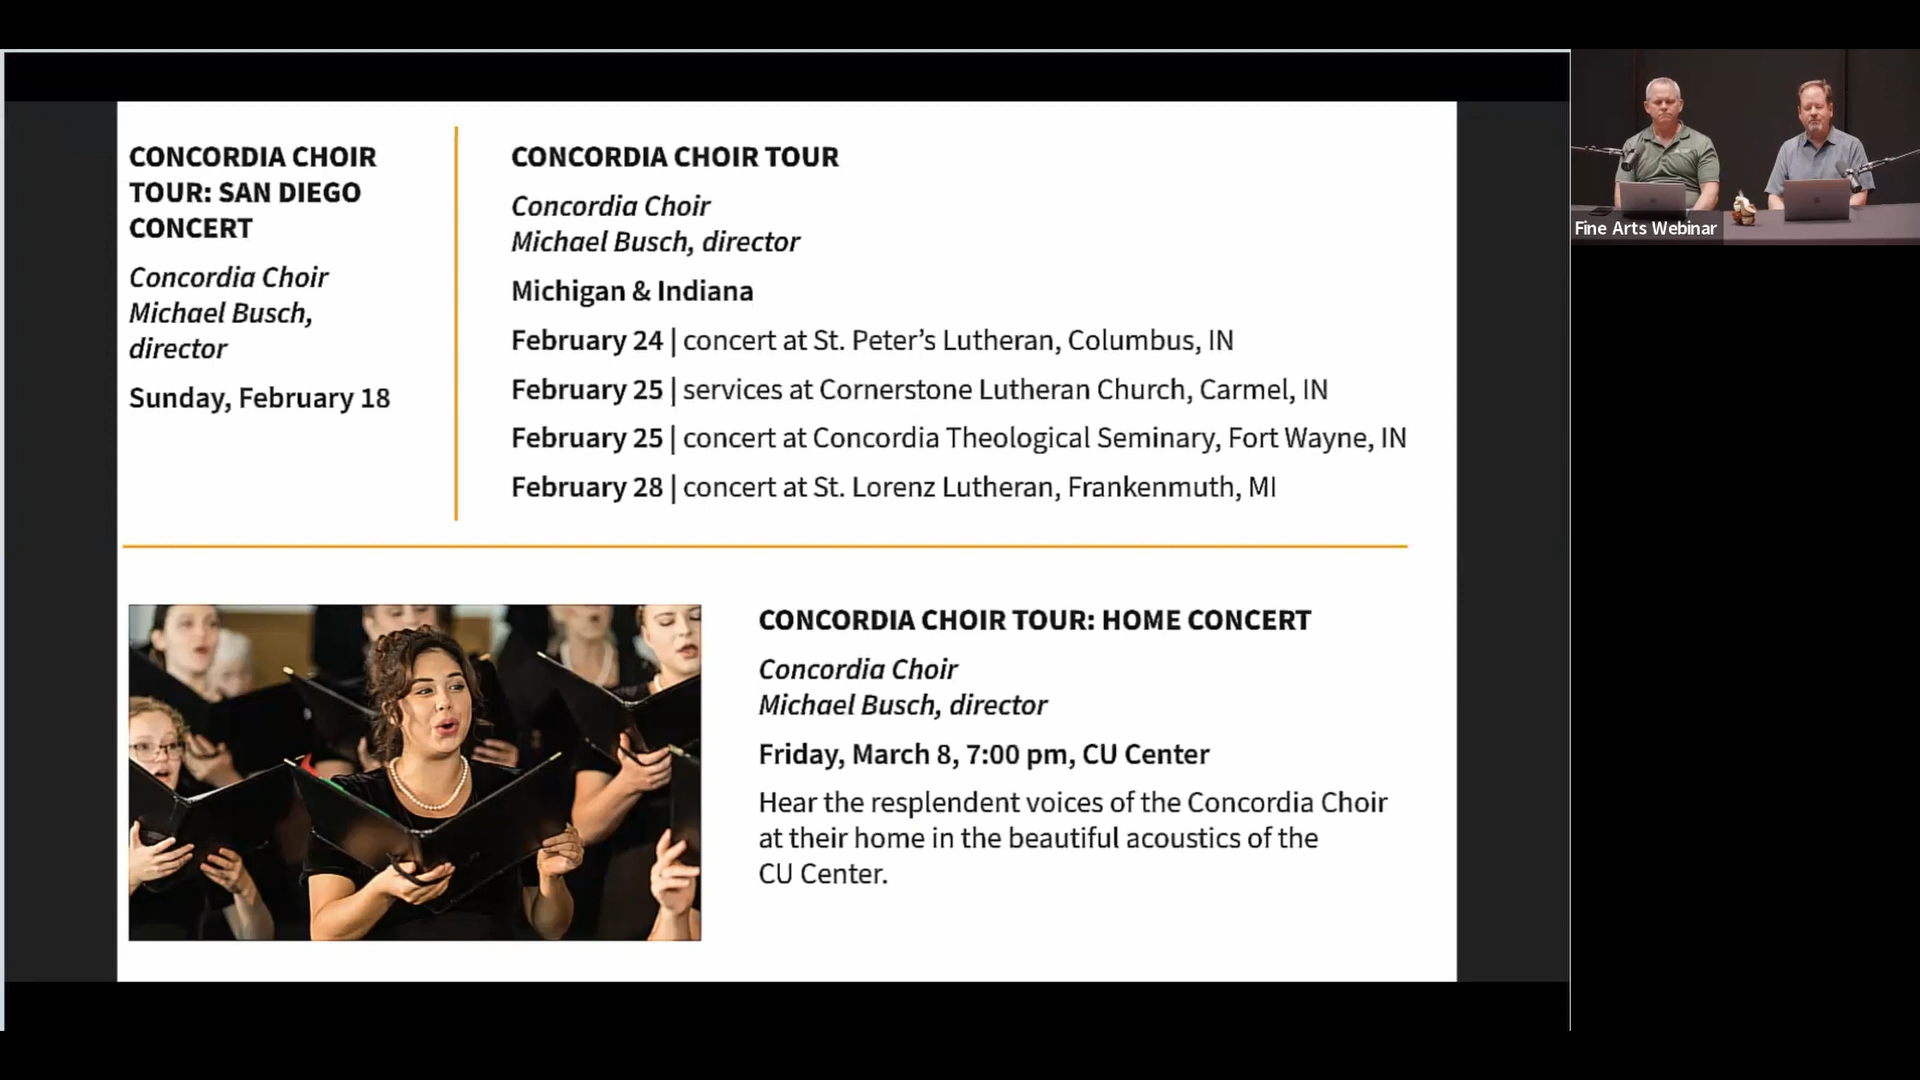 CONCORDIA CHOIR
TOUR: SAN DIEGO
CONCERT
Concordia Choir
Michael Busch,
director
Sunday, February 18
CONCORDIA CHOIR TOUR
Concordia Choir
Michael Busch, director
Michigan & Indiana
February 24 | concert at St. Peter’s Lutheran, Columbus, IN
February 25 | services at Cornerstone Lutheran Church, Carmel, IN
February 25 | concert at Concordia Theological Seminary, Fort Wayne, IN
February 28 | concert at St. Lorenz Lutheran, Frankenmuth, MI
CONCORDIA CHOIR TOUR: HOME CONCERT
Concordia Choir
Michael Busch, director
Friday, March 8, 7:00 pm, CU Center
Hear the resplendent voices of the Concordia Choir
at their home in the beautiful acoustics of the
CU Center.
Fine Arts Webinar